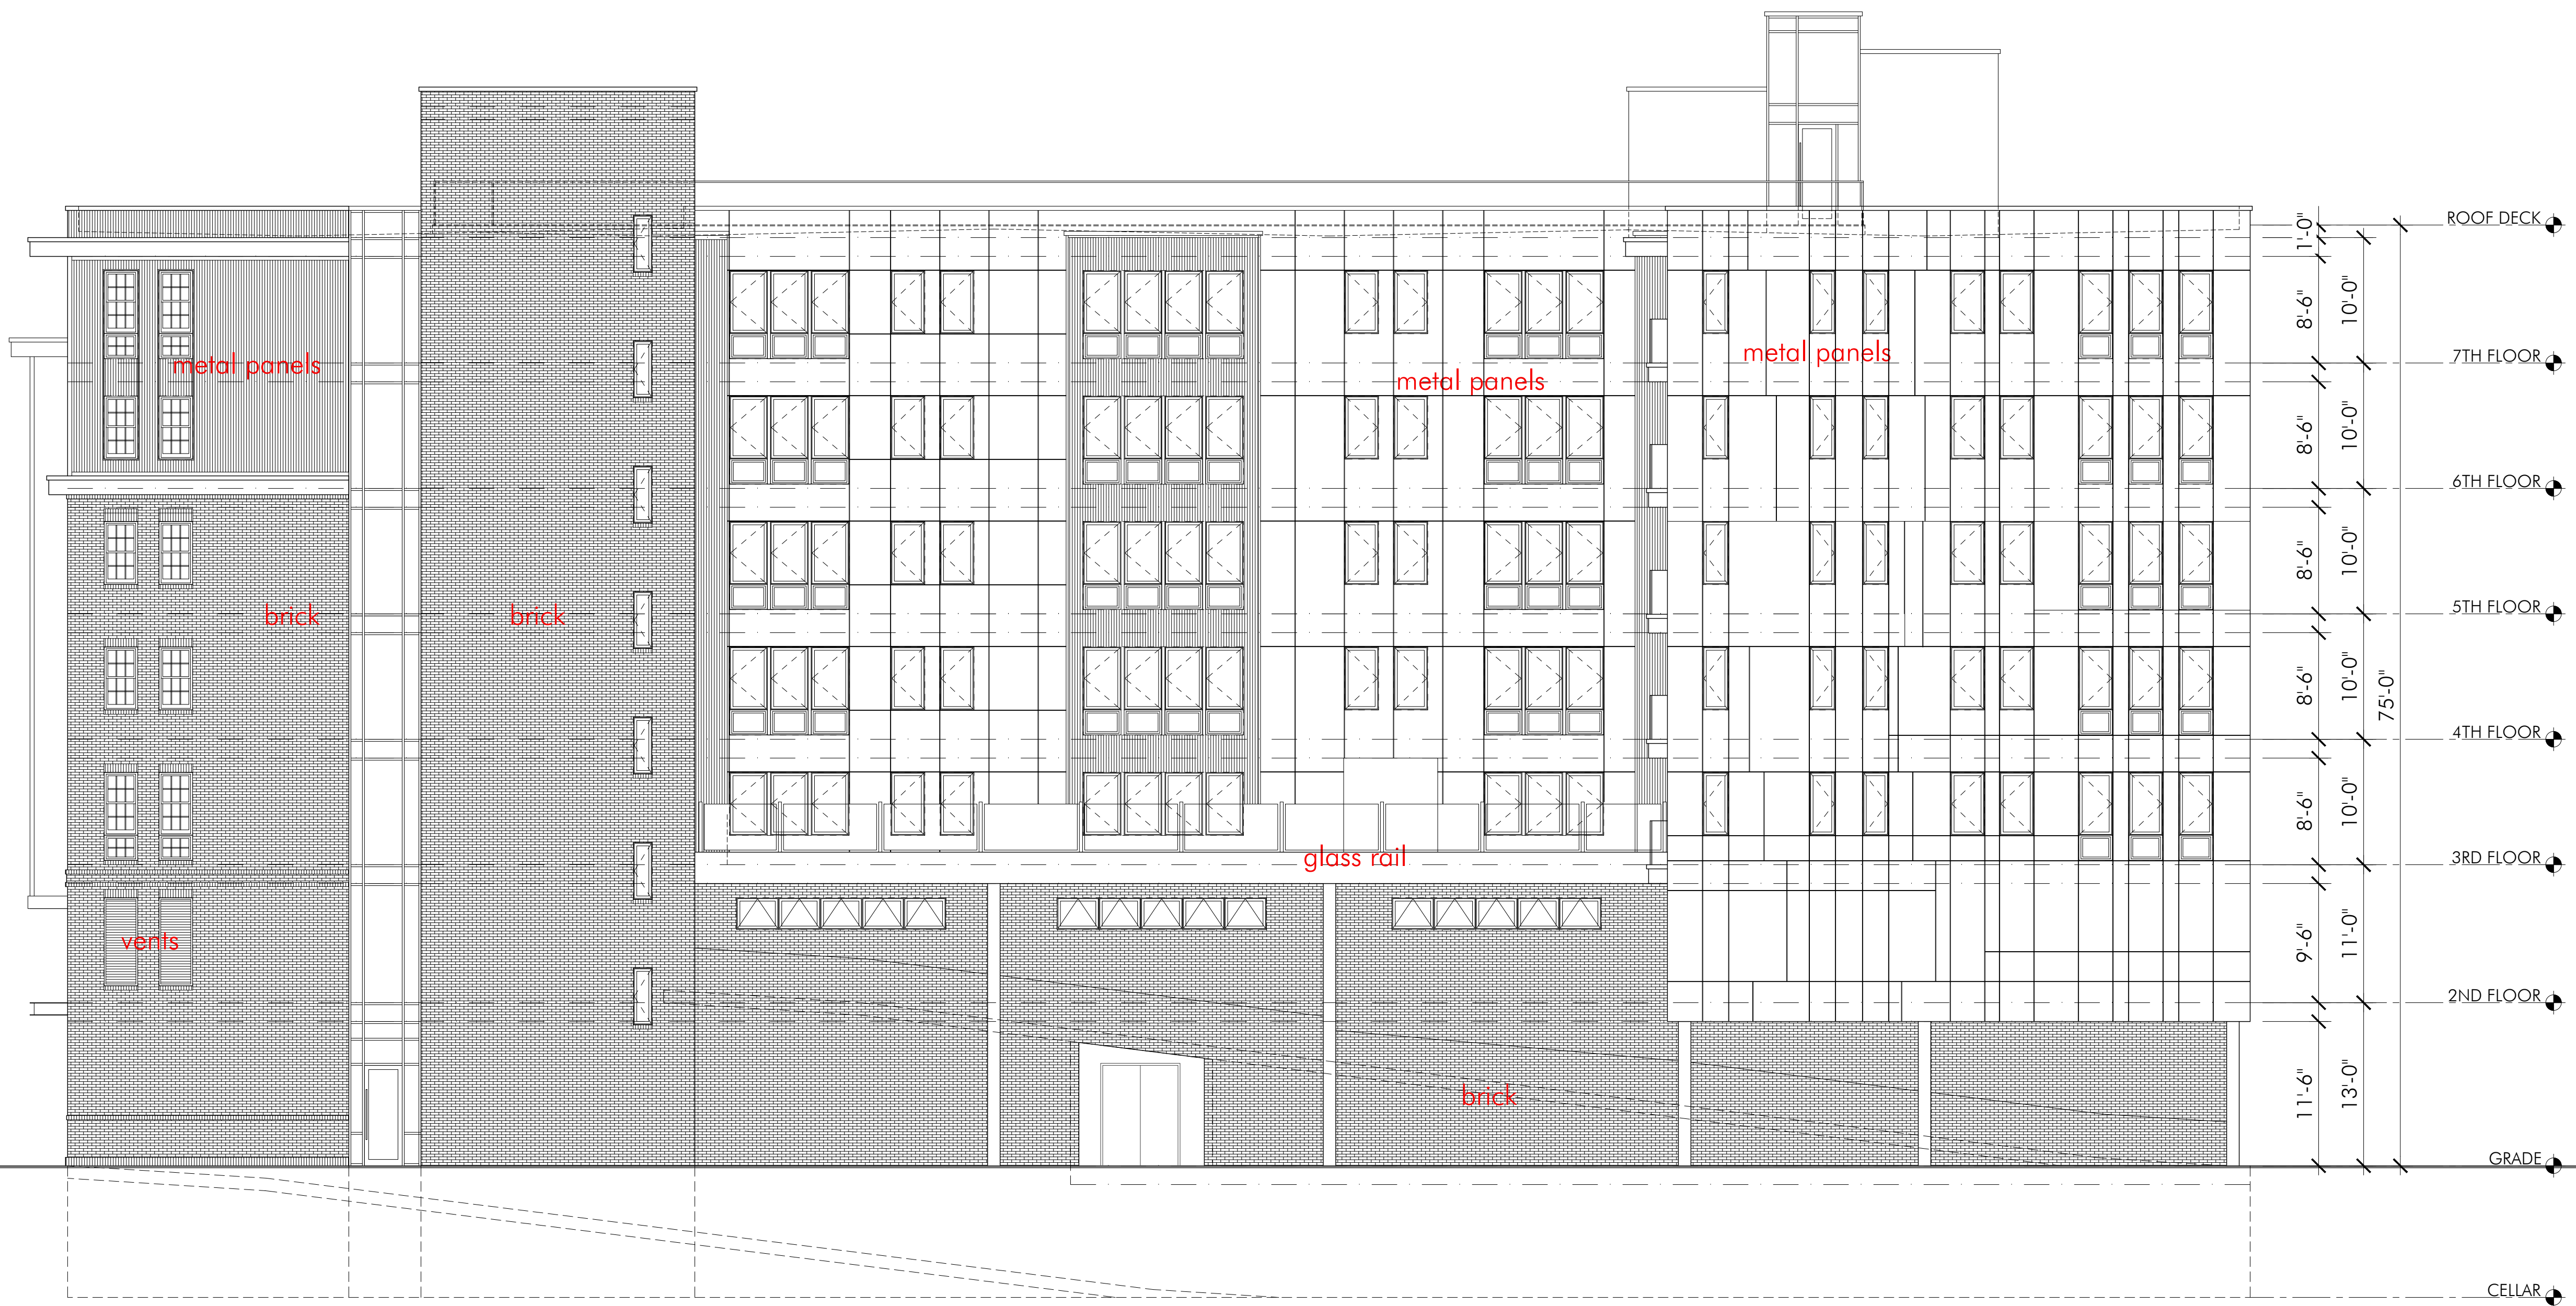 ROOF DECK
1'-0"
8'-6"
10'-0"
metal panels
metal panels
metal panels
7TH FLOOR
8'-6"
10'-0"
6TH FLOOR
8'-6"
10'-0"
brick
brick
5TH FLOOR
8'-6"
10'-0"
75'-0"
4TH FLOOR
8'-6"
10'-0"
glass rail
3RD FLOOR
vents
9'-6"
11'-0"
2ND FLOOR
brick
11'-6"
13'-0"
GRADE
CELLAR